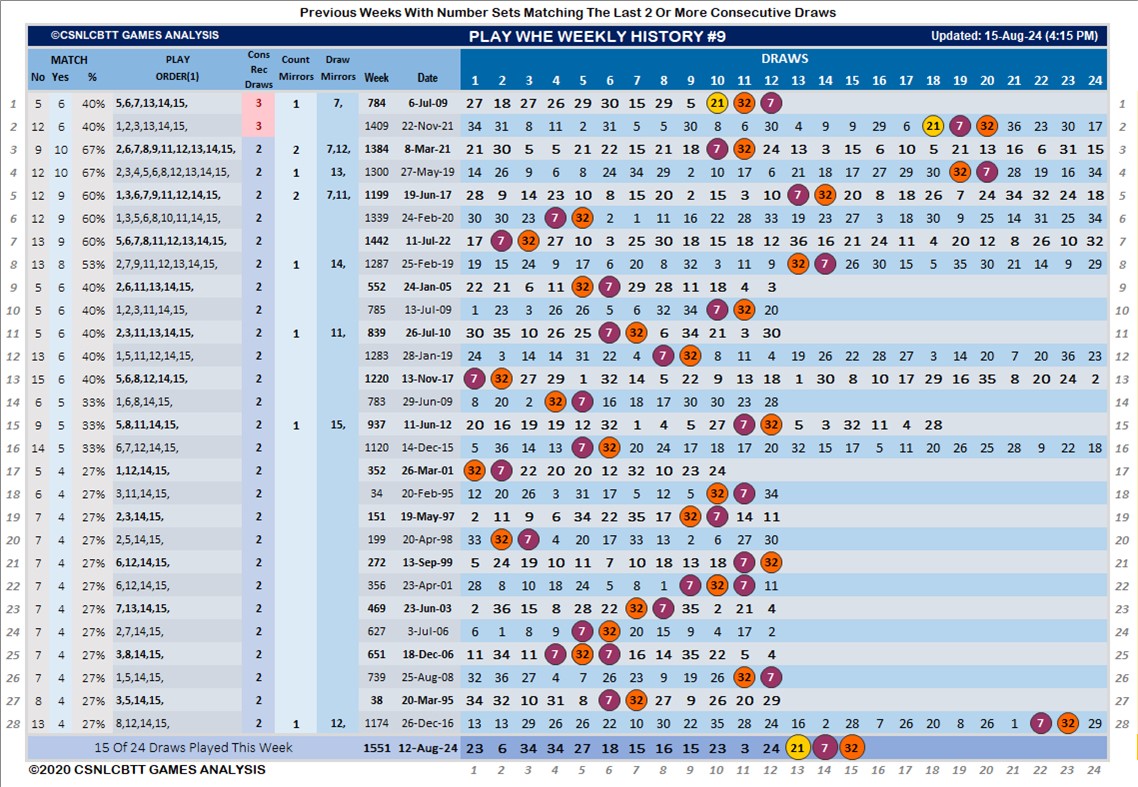 Previous Weeks With Number Sets Matching The Last 2 Or More Consecutive Draws
©CSNLCBTT GAMES ANALYSIS PLAY WHE WEEKLY HISTORY #9 Updated: 15-Aug-24 (4:15 PM)
MATCH PLAY Cons Count Draw DRAWS
No Yes % ORDER(1) Rec Draws Mirrors Mirrors Week Date 1 2 3 4 5 6 7 8 9 10 11 12 13 14 15 16 17 18 19 20 21 22 23 24
1 5 6 40% 5,6,7,13,14,15, 3 1 7, 784 6-Jul-09 27 18 27 26 29 30 15 29 5 21 32 7 1
2 12 6 40% 1,2,3,13,14,15, 3 1409 22-Nov-21 34 31 8 11 2 31 5 5 30 8 6 30 4 9 9 29 6 21 7 32 36 23 30 17 2
3 9 10 67% 2,6,7,8,9,11,12,13,14,15, 2 2 7,12, 1384 8-Mar-21 21 30 5 5 21 22 15 21 18 7 32 24 13 3 15 6 10 5 21 13 16 6 31 15 3
4 12 10 67% 2,3,4,5,6,8,12,13,14,15, 2 1 13, 1300 27-May-19 14 26 9 6 8 24 34 29 2 10 17 6 21 18 17 27 29 30 32 7 28 19 16 34 4
5 12 9 60% 1,3,6,7,9,11,12,14,15, 2 2 7,11, 1199 19-Jun-17 28 9 14 23 10 8 15 20 2 15 3 10 7 32 20 8 18 26 7 24 34 32 24 18 5
6 12 9 60% 1,3,5,6,8,10,11,14,15, 2 1339 24-Feb-20 30 30 23 7 32 2 1 11 16 22 28 33 19 23 27 3 18 30 9 25 14 31 25 34 6
7 13 9 60% 5,6,7,8,11,12,13,14,15, 2 1442 11-Jul-22 17 7 32 27 10 3 25 30 18 15 18 12 36 16 21 24 11 4 20 12 8 26 10 32 7
8 13 8 53% 2,7,9,11,12,13,14,15, 2 1 14, 1287 25-Feb-19 19 15 24 9 17 6 20 8 32 3 11 9 32 7 26 30 15 5 35 30 21 14 9 29 8
9 5 6 40% 2,6,11,13,14,15, 2 552 24-Jan-05 22 21 6 11 32 7 29 28 11 18 4 3 9
10 5 6 40% 1,2,3,11,14,15, 2 785 13-Jul-09 1 23 3 26 26 5 6 32 34 7 32 20 10
11 5 6 40% 2,3,11,13,14,15, 2 1 11, 839 26-Jul-10 30 35 10 26 25 7 32 6 34 21 3 30 11
12 13 6 40% 1,5,11,12,14,15, 2 1283 28-Jan-19 24 3 14 14 31 22 4 7 32 8 11 4 19 26 22 28 27 3 14 20 7 20 36 23 12
13 15 6 40% 5,6,8,12,14,15, 2 1220 13-Nov-17 7 32 27 29 1 32 14 5 22 9 13 18 1 30 8 10 17 29 16 35 8 20 24 2 13
14 6 5 33% 1,6,8,14,15, 2 783 29-Jun-09 8 20 2 32 7 16 18 17 30 30 23 28 14
15 9 5 33% 5,8,11,14,15, 2 1 15, 937 11-Jun-12 20 16 19 19 12 32 1 4 5 27 7 32 5 3 32 11 4 28 15
16 14 5 33% 6,7,12,14,15, 2 1120 14-Dec-15 5 36 14 13 7 32 24 28 18 16 17 20 32 15 16 17 5 11 20 26 28 9 22 18 16
17 5 4 27% 1,12,14,15, 2 352 26-Mar-01 32 7 22 20 20 12 32 10 23 24 17
18 6 4 27% 3,11,14,15, 2 34 20-Feb-95 12 20 26 3 31 17 5 12 5 32 7 34 18
19 7 4 27% 2,3,14,15, 2 151 19-May-97 2 11 9 6 34 22 35 17 32 7 14 11 19
20 7 4 27% 2,5,14,15, 2 199 20-Apr-98 33 32 7 4 20 17 33 13 2 6 27 30 20
21 7 4 27% 6,12,14,15, 2 272 13-Sep-99 5 24 19 10 11 7 10 18 13 18 7 32 21
22 7 4 27% 6,12,14,15, 2 356 23-Apr-01 28 8 10 18 24 5 8 1 7 32 7 11 22
23 7 4 27% 7,13,14,15, 2 469 23-Jun-03 2 36 15 8 28 22 32 7 35 2 21 4 23
24 7 4 27% 2,7,14,15, 2 627 3-Jul-06 6 1 8 9 7 32 20 15 9 4 17 2 24
25 7 4 27% 3,8,14,15, 2 651 18-Dec-06 11 34 11 7 32 7 16 14 35 22 5 4 25
26 7 4 27% 1,5,14,15, 2 739 25-Aug-08 32 36 27 4 7 26 23 9 19 26 32 7 26
27 8 4 27% 3,5,14,15, 2 38 20-Mar-95 34 32 10 31 8 7 32 27 9 26 20 29 27
28 13 4 27% 8,12,14,15, 2 1 12, 1174 26-Dec-16 13 13 29 26 26 22 10 30 22 35 28 24 16 2 28 7 26 20 8 26 1 7 32 29 28
15 Of 24 Draws Played This Week 1551 12-Aug-24 23 6 34 34 27 18 15 16 15 23 3 24 21 7 32
©2020 CSNLCBTT GAMES ANALYSIS 1 2 3 4 5 6 7 8 9 10 11 12 13 14 15 16 17 18 19 20 21 22 23 24